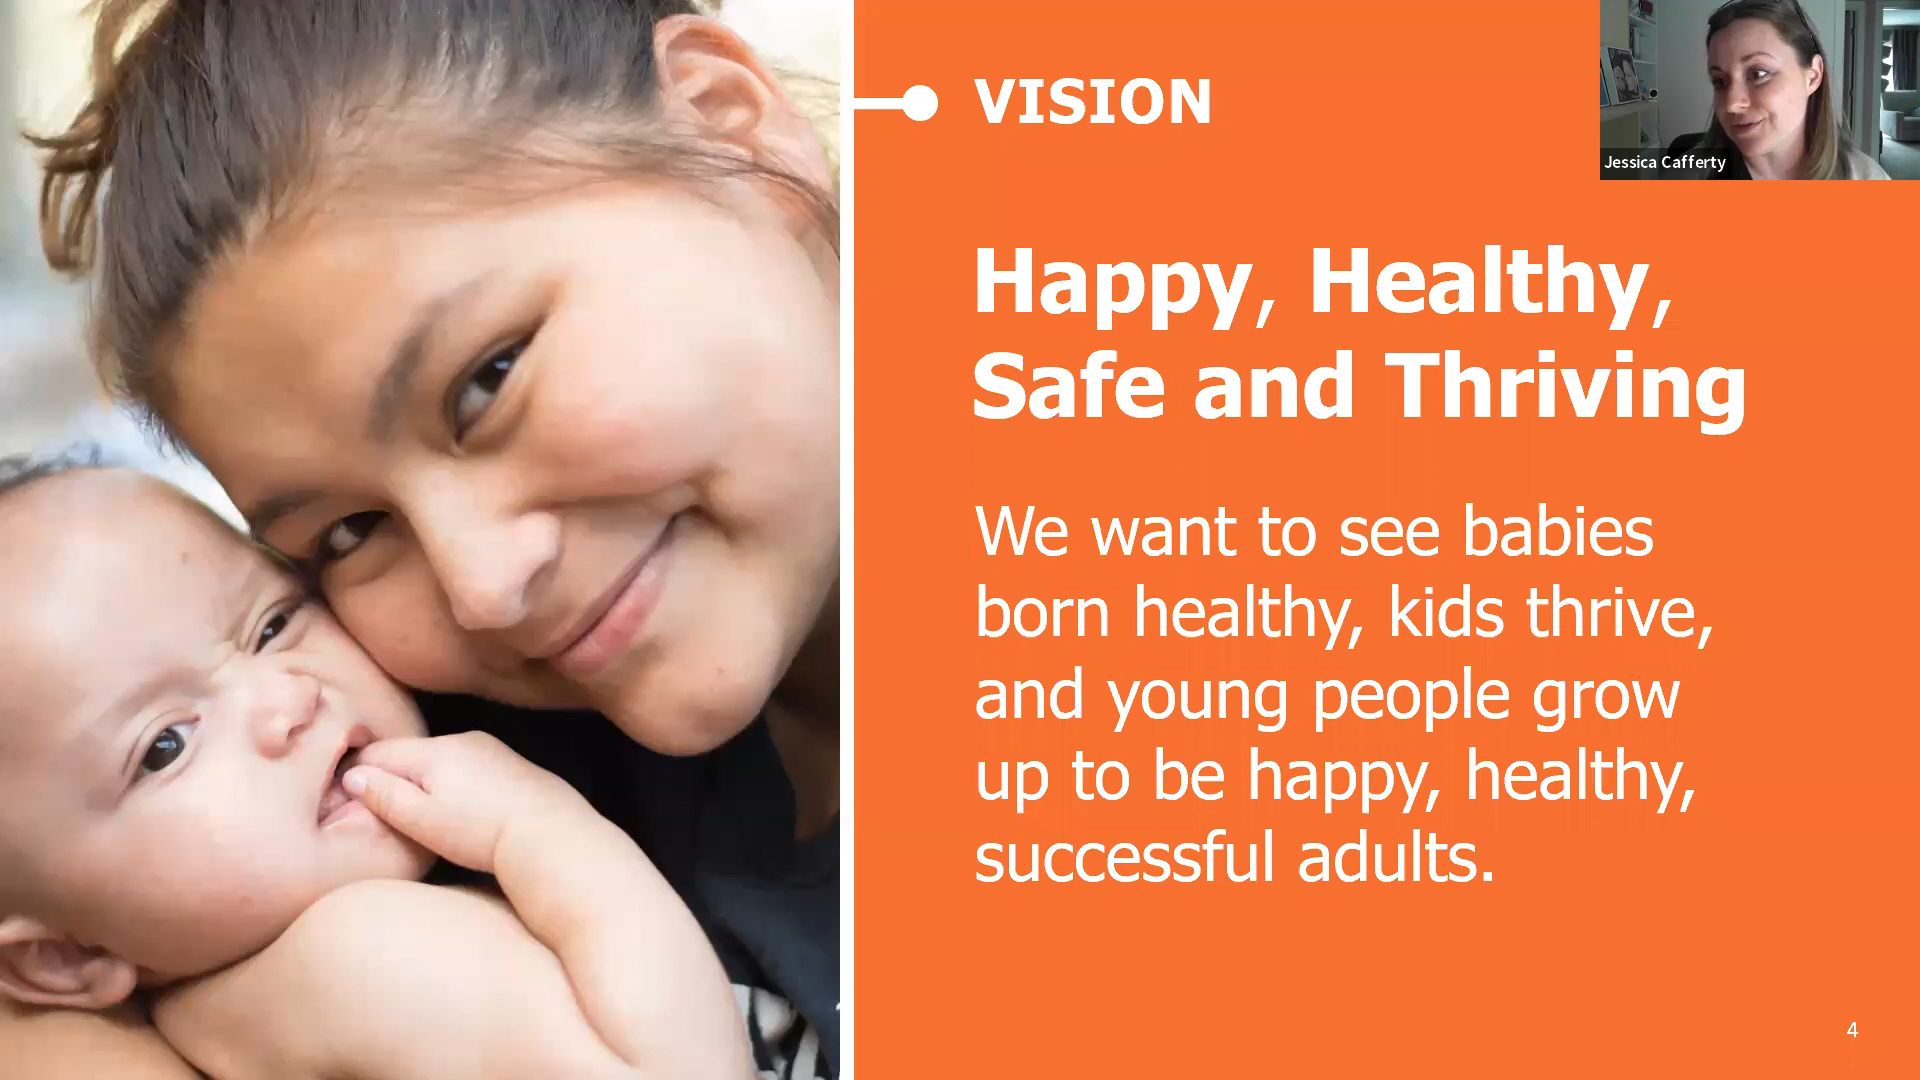 VISION
Jessica Cafferty
Happy, Healthy,
Safe and Thriving
We want to see babies
born healthy, kids thrive,
and young people grow
up to be happy, healthy,
successful adults.
4